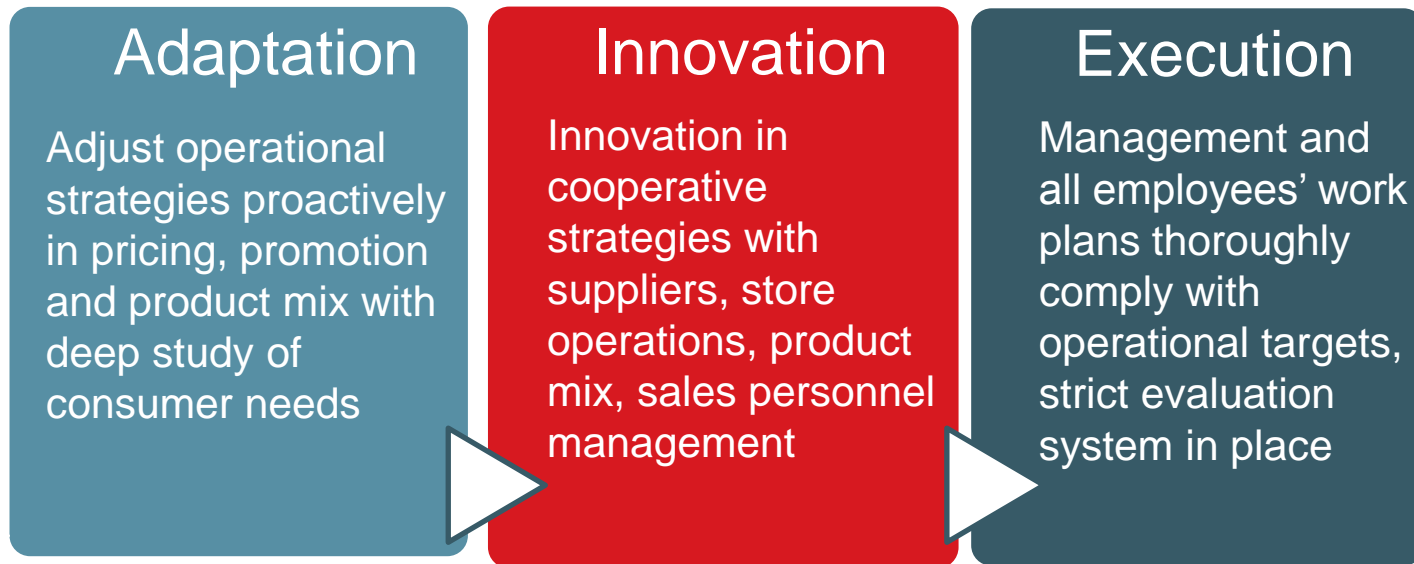 Adaptation
Adjust operational
strategies proactively
in pricing, promotion
and product mix with
deep study of
consumer needs
Innovation
Innovation in
cooperative
strategies with
suppliers, store
operations, product
mix, sales personnel
management
Execution
Management and
all employees’ work
plans thoroughly
comply with
operational targets,
strict evaluation
system in place